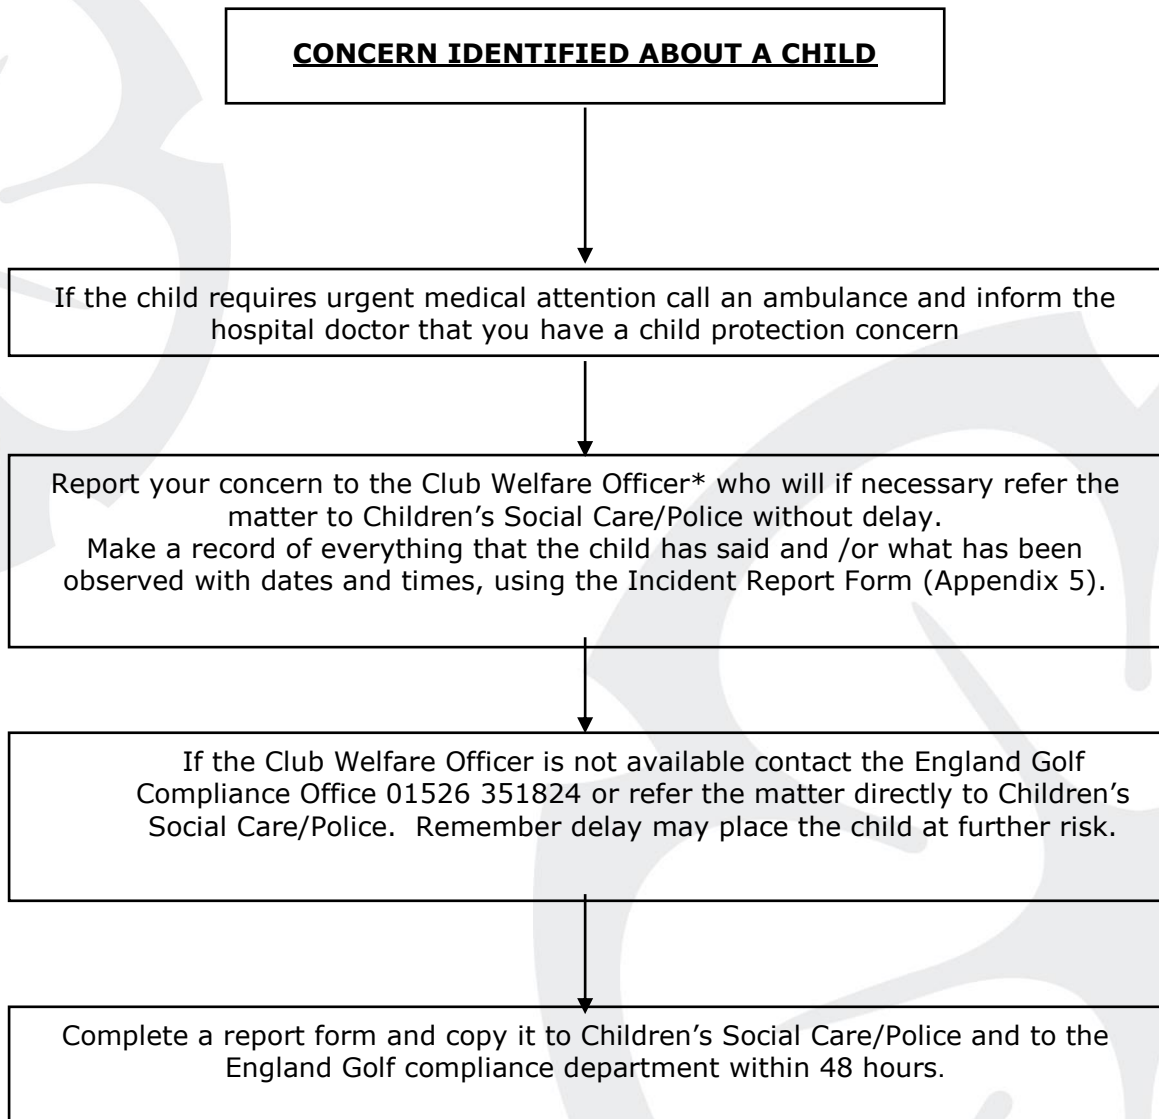 CONCERN IDENTIFIED ABOUT A CHILD
If the child requires urgent medical attention call an ambulance and inform the
hospital doctor that you have a child protection concern
Report your concern to the Club Welfare Officer* who will if necessary refer the
matter to Children’s Social Care/Police without delay.
Make a record of everything that the child has said and /or what has been
observed with dates and times, using the Incident Report Form (Appendix 5).
If the Club Welfare Officer is not available contact the England Golf
Compliance Office 01526 351824 or refer the matter directly to Children’s
Social Care/Police.  Remember delay may place the child at further risk.
Complete a report form and copy it to Children’s Social Care/Police and to the
England Golf compliance department within 48 hours.